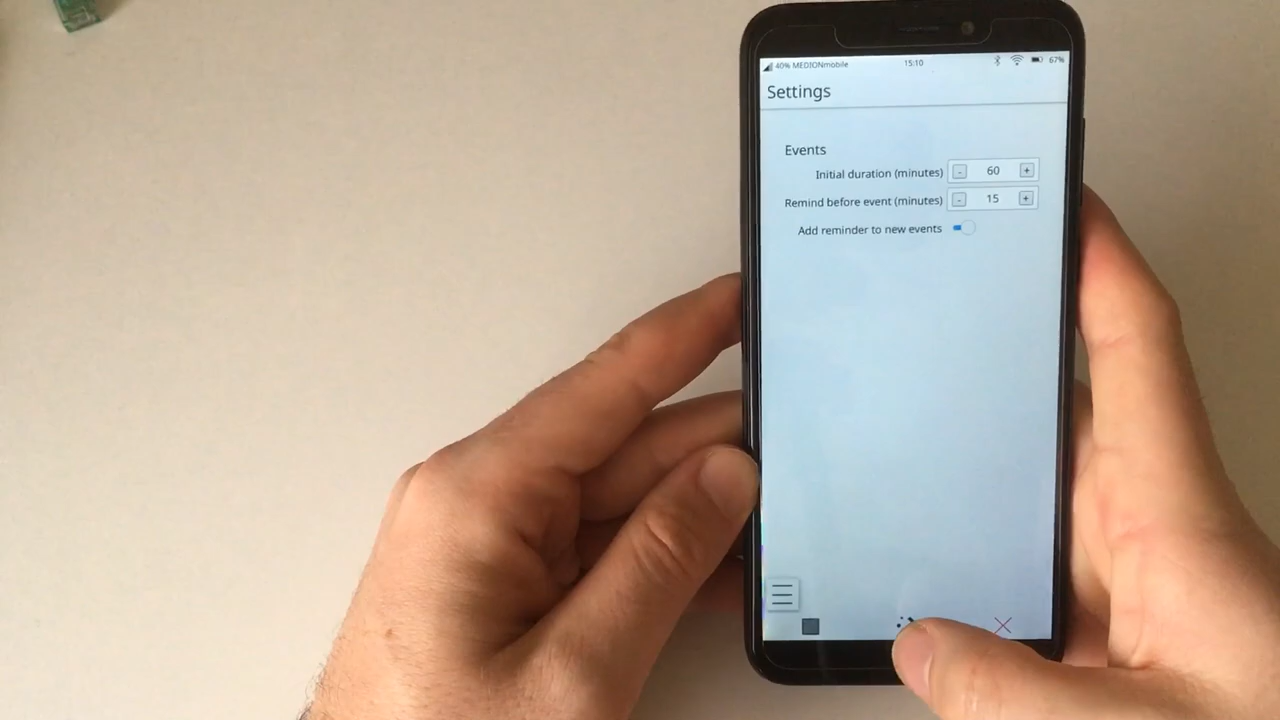 40% MEDIONmobile 15:10 67%
Settings
Events
Initial duration (minutes) - 60 +
Remind before event (minutes) - 15 +
Add reminder to new events